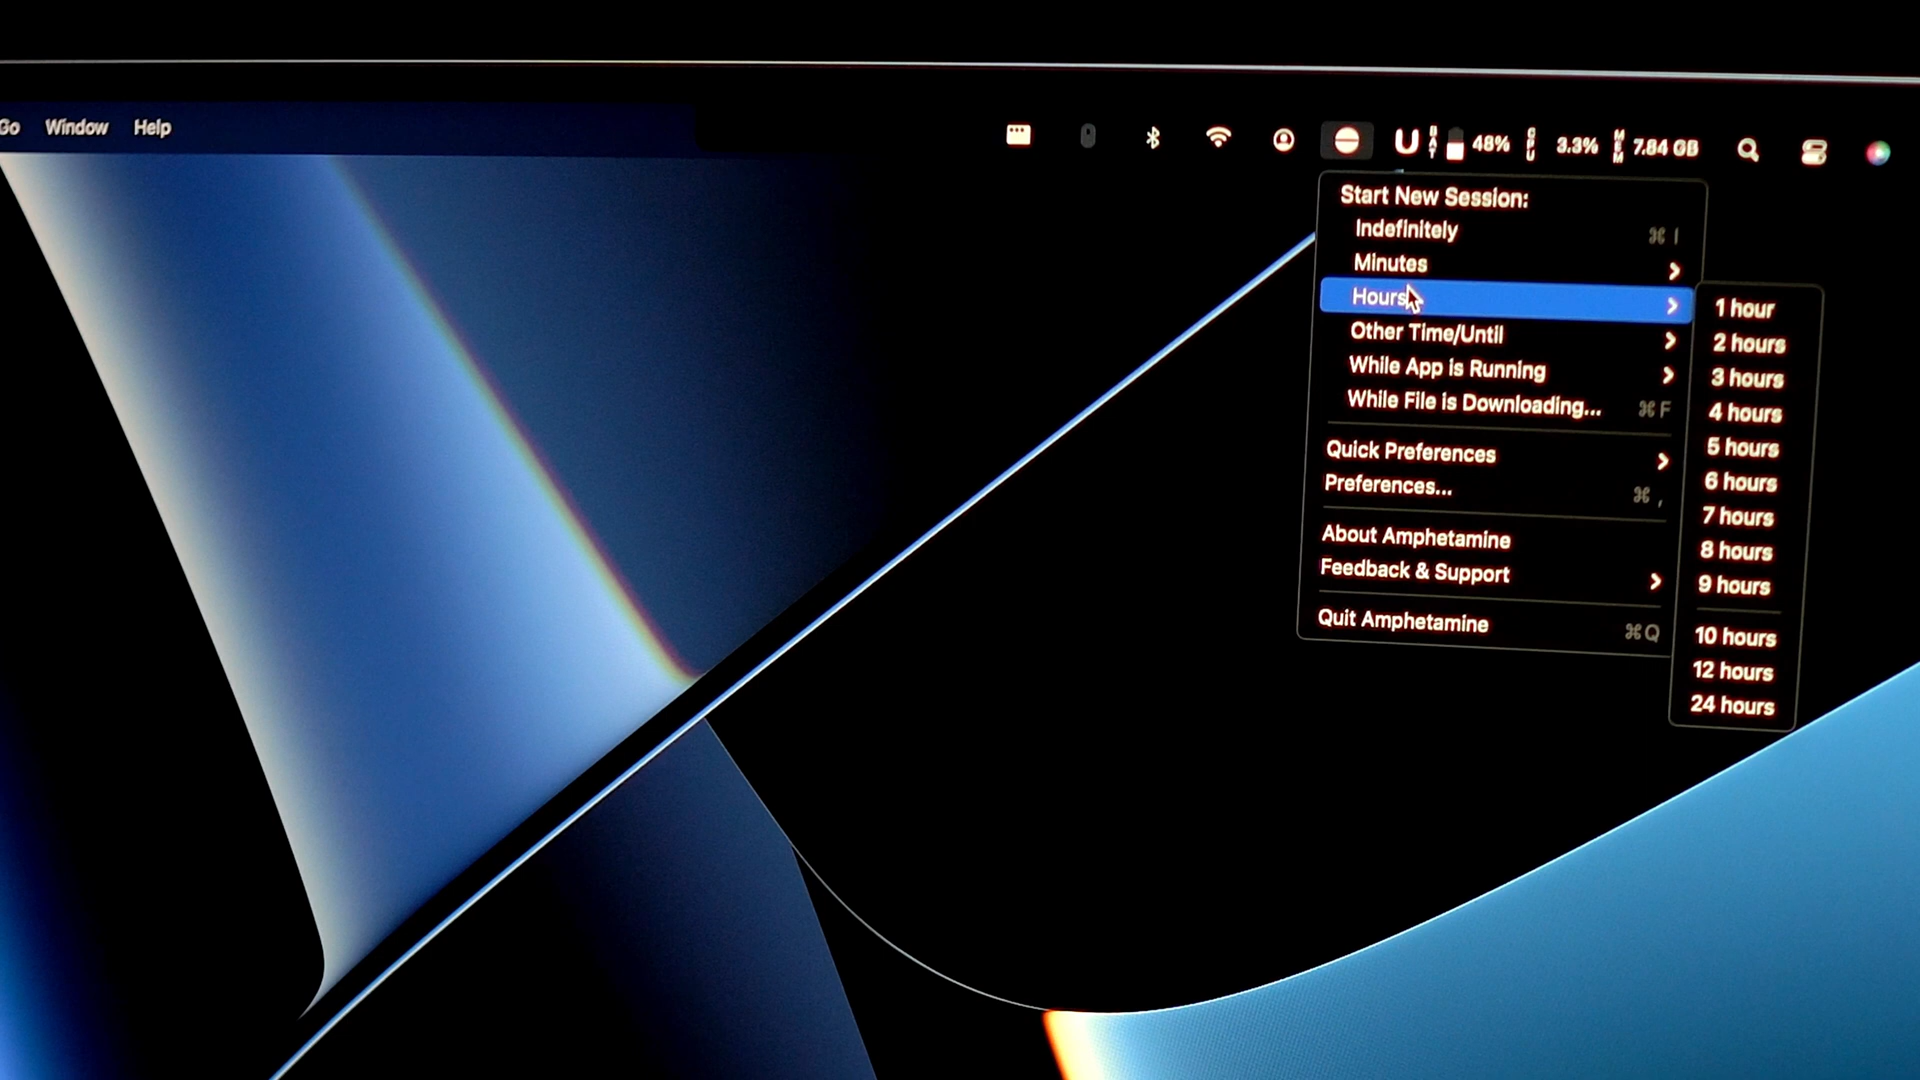 Go Window Help
U BAT 48% CPU 3.3% MEM 7.84 GB
Start New Session:
Indefinitely ⌘ I
Minutes
Hours
Other Time/Until
While App is Running
While File is Downloading... ⌘ F
Quick Preferences
Preferences... ⌘ ,
About Amphetamine
Feedback & Support
Quit Amphetamine ⌘ Q
1 hour
2 hours
3 hours
4 hours
5 hours
6 hours
7 hours
8 hours
9 hours
10 hours
12 hours
24 hours